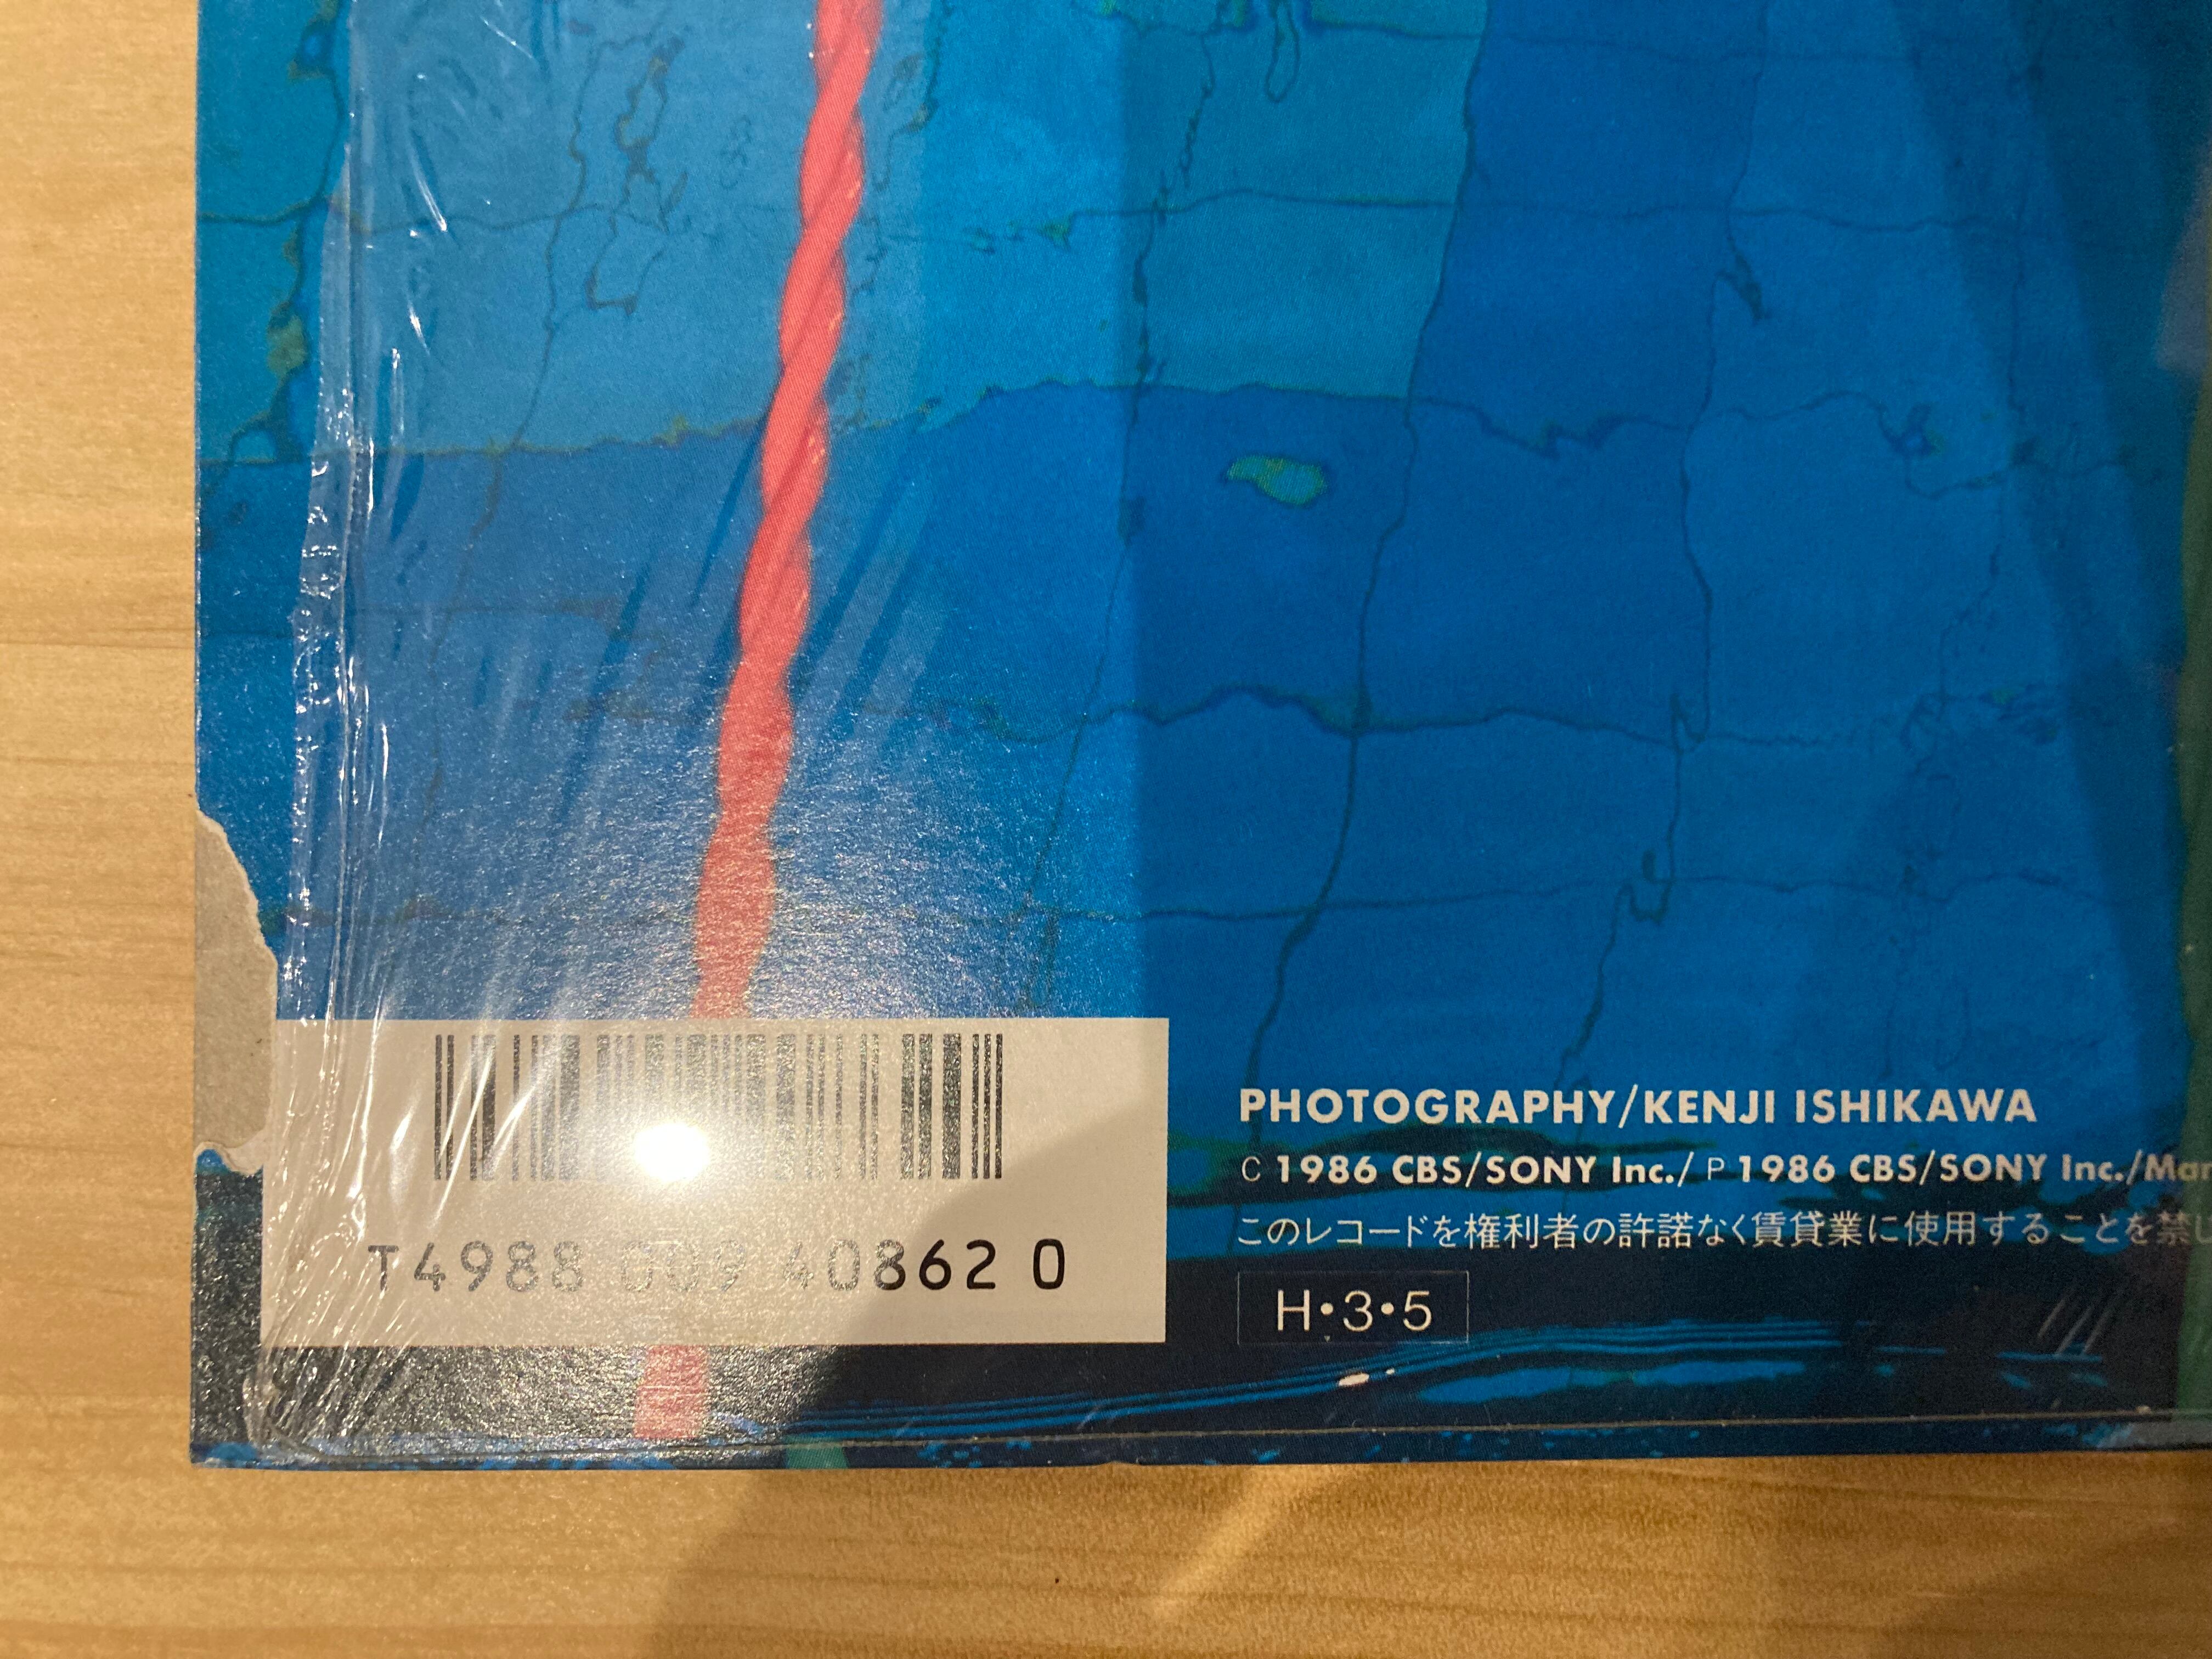 PHOTOGRAPHY/KENJI ISHIKAWA
C 1986 CBS/SONY Inc./ P 1986 CBS/SONY Inc./
このレコードを権利者の許諾なく賃貸業に使用することを禁
H•3•5
T4988 009 40862 0